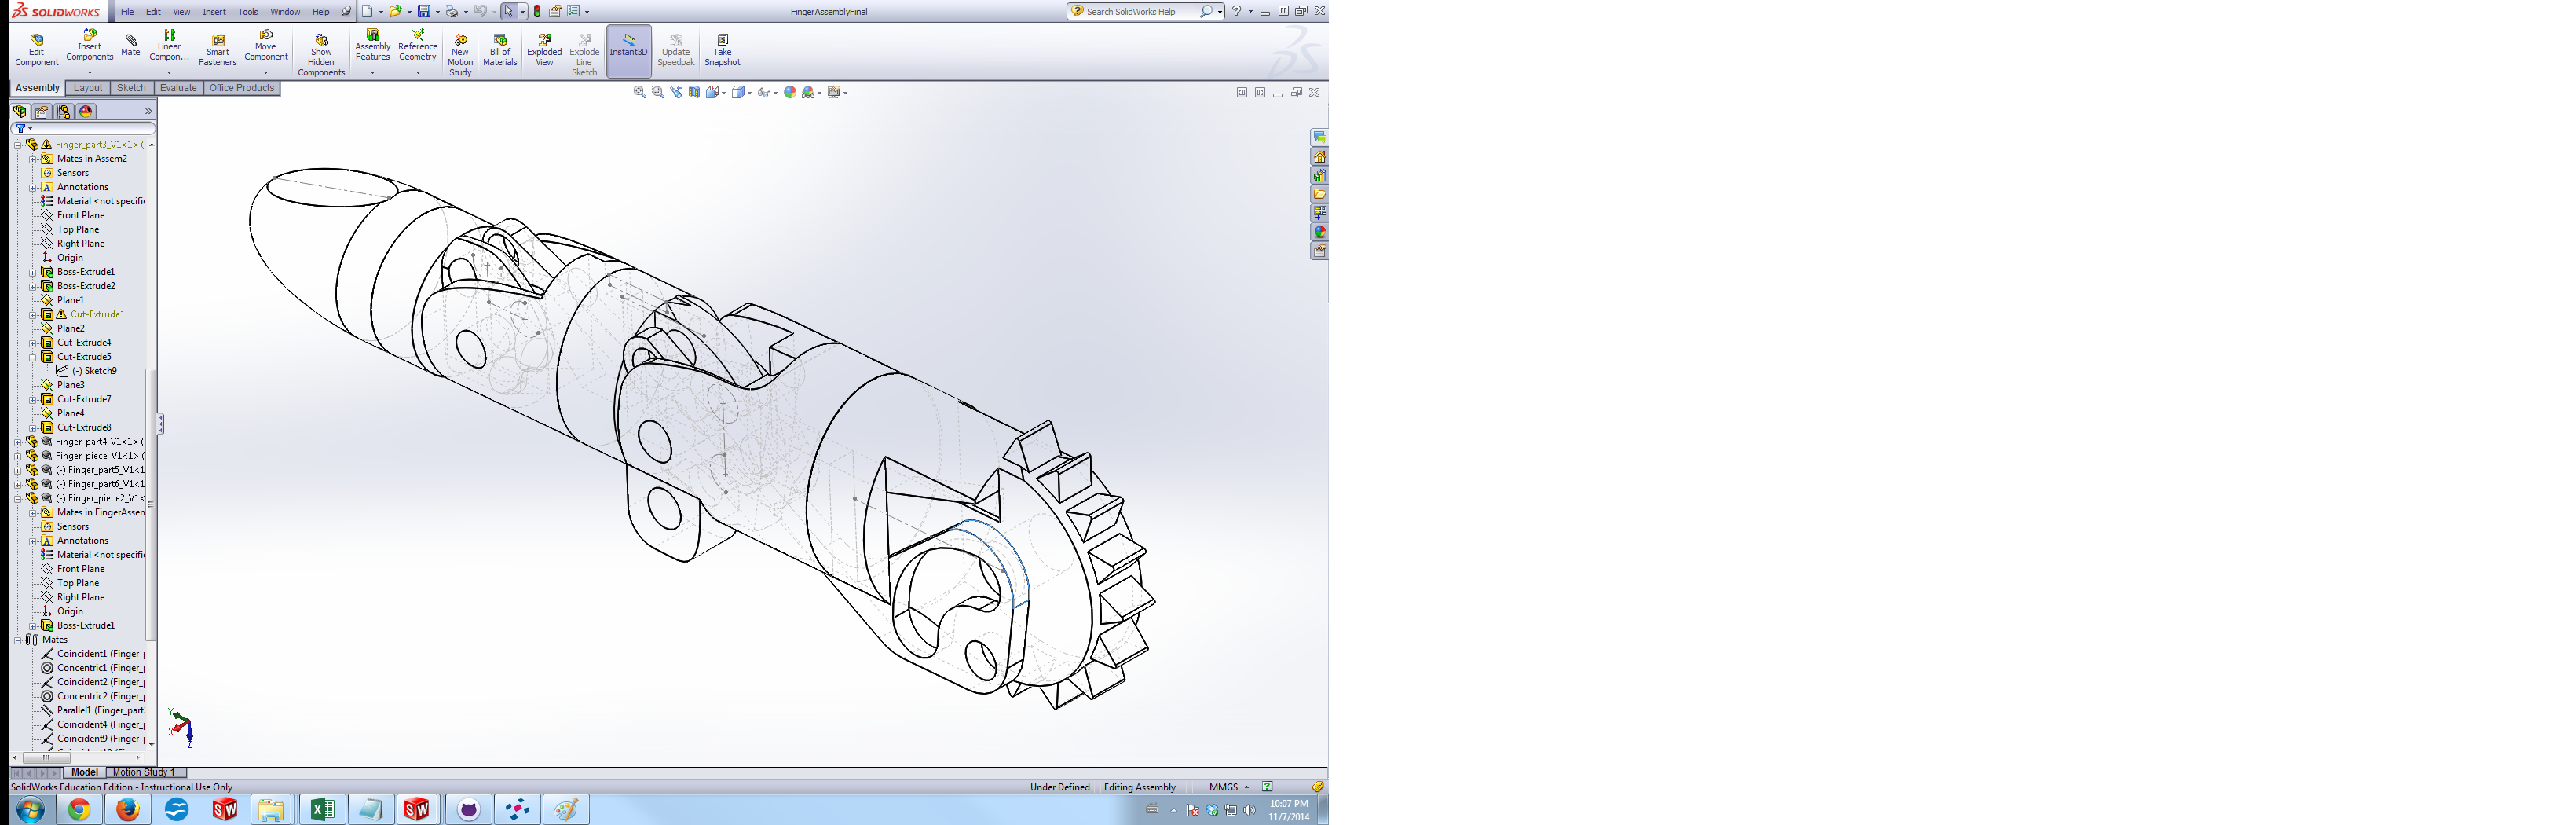 SOLIDWORKS File Edit View Insert Tools Window Help FingerAssemblyFinal Search SolidWorks Help
Edit Component
Insert Components
Mate
Linear Compon...
Smart Fasteners
Move Component
Show Hidden Components
Assembly Features
Reference Geometry
New Motion Study
Bill of Materials
Exploded View
Explode Line Sketch
Instant3D
Update Speedpak
Take Snapshot
Assembly Layout Sketch Evaluate Office Products
Finger_part3_V1<1> (
Mates in Assem2
Sensors
Annotations
Material <not specifi
Front Plane
Top Plane
Right Plane
Origin
Boss-Extrude1
Boss-Extrude2
Plane1
Cut-Extrude1
Plane2
Cut-Extrude4
Cut-Extrude5
(-) Sketch9
Plane3
Cut-Extrude7
Plane4
Cut-Extrude8
Finger_part4_V1<1> (
Finger_piece_V1<1> (
(-) Finger_part5_V1<1
(-) Finger_part6_V1<1
(-) Finger_piece2_V1<
Mates in FingerAssen
Sensors
Annotations
Material <not specifi
Front Plane
Top Plane
Right Plane
Origin
Boss-Extrude1
Mates
Coincident1 (Finger_
Concentric1 (Finger_
Coincident2 (Finger_
Concentric2 (Finger_
Parallel1 (Finger_part
Coincident4 (Finger_
Coincident9 (Finger_
Y
X
Z
Model Motion Study 1
SolidWorks Education Edition - Instructional Use Only Under Defined Editing Assembly MMGS
10:07 PM
11/7/2014